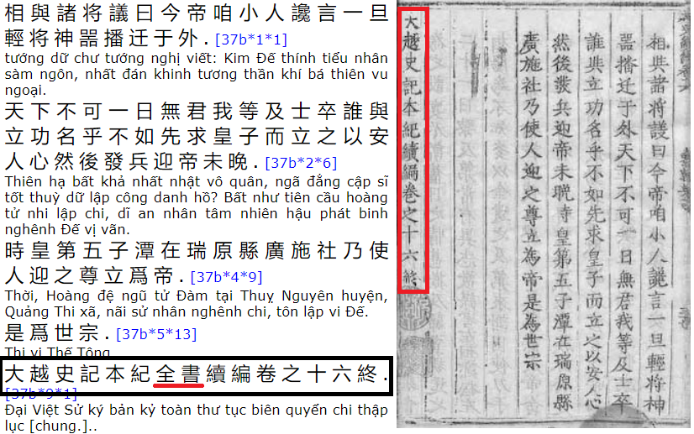 相與諸將議曰今帝咱小人讒言一旦
輕将神噐播迁于外. [37b*1*1]
tướng dữ chư tướng nghị viết: Kim Đế thính tiểu nhân
sàm ngôn, nhất đán khinh tương thần khí bá thiên vu
ngoại.
天下不可一日無君我等及士卒誰與
立功名乎不如先求皇子而立之以安
人心然後發兵迎帝未晚. [37b*2*6]
Thiên hạ bất khả nhất nhật vô quân, ngã đẳng cập sĩ
tốt thuỳ dữ lập công danh hồ? Bất như tiên cầu hoàng
tử nhi lập chi, dĩ an nhân tâm nhiên hậu phát binh
nghênh Đế vị vãn.
時皇第五子潭在瑞原縣廣施社乃使
人迎之尊立爲帝. [37b*4*9]
Thời, Hoàng đệ ngũ tử Đàm tại Thuỵ Nguyên huyện,
Quảng Thi xã, nãi sử nhân nghênh chi, tôn lập vi Đế.
是爲世宗. [37b*5*13]
Thị vi Thế Tông
大越史記本紀全書續編卷之十六終.
[37b*9*1]
Đại Việt Sử ký bản kỷ toàn thư tục biên quyển chi thập
lục [chung.]..
相與諸将議曰今帝咱小人讒言一旦輕将神
噐播迁于外天下不可一日無君我等及士卒
誰與立功名乎不如先求皇子而立之以安人心
然後發兵迎帝未晚時皇第五子潭在瑞原縣
廣施社乃使人迎之尊立為帝是為世宗
大越史記本紀續編卷之十六終